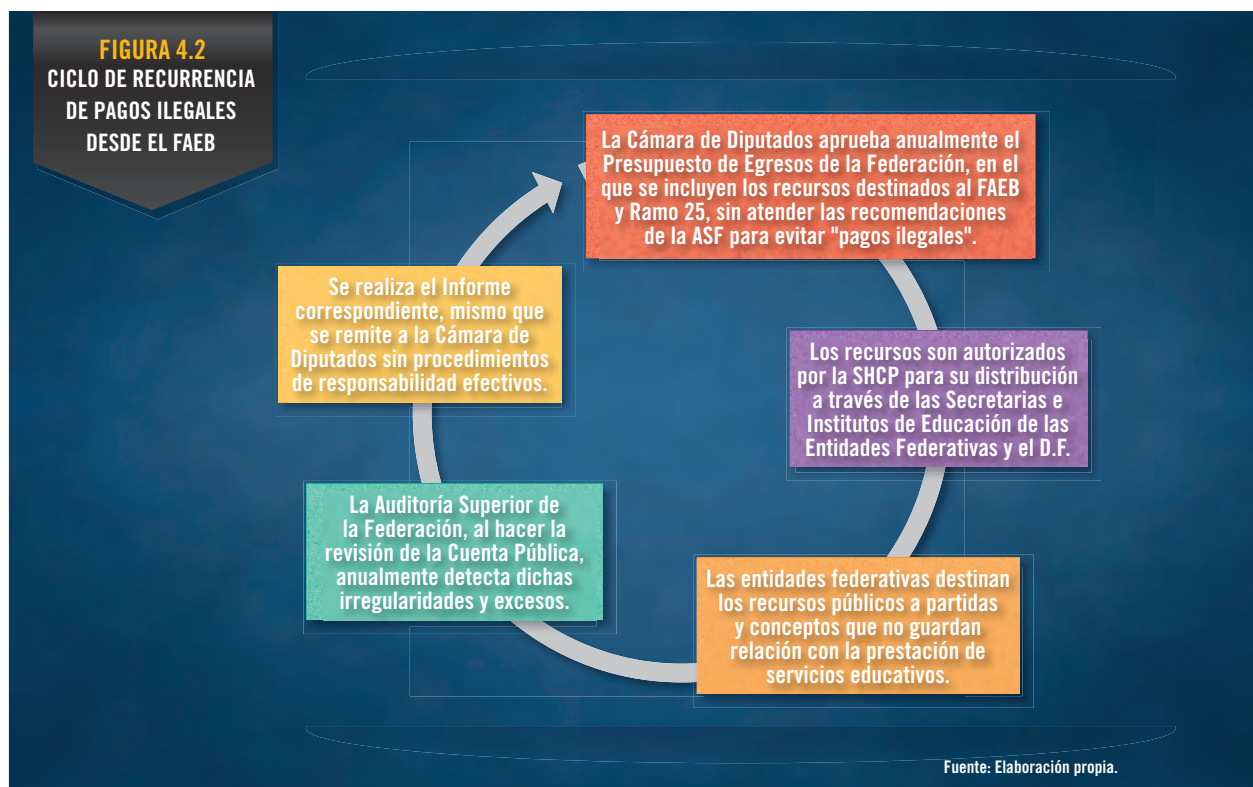 FIGURA 4.2
CICLO DE RECURRENCIA
DE PAGOS ILEGALES
DESDE EL FAEB
La Cámara de Diputados aprueba anualmente el
Presupuesto de Egresos de la Federación, en el
que se incluyen los recursos destinados al FAEB
y Ramo 25, sin atender las recomendaciones
de la ASF para evitar "pagos ilegales".
Los recursos son autorizados
por la SHCP para su distribución
a través de las Secretarias e
Institutos de Educación de las
Entidades Federativas y el D.F.
Las entidades federativas destinan
los recursos públicos a partidas
y conceptos que no guardan
relación con la prestación de
servicios educativos.
La Auditoría Superior de
la Federación, al hacer la
revisión de la Cuenta Pública,
anualmente detecta dichas
irregularidades y excesos.
Se realiza el Informe
correspondiente, mismo que
se remite a la Cámara de
Diputados sin procedimientos
de responsabilidad efectivos.
Fuente: Elaboración propia.